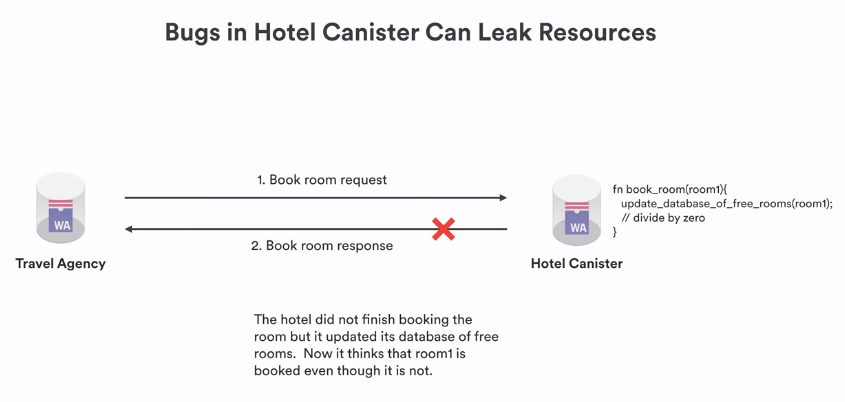 Bugs in Hotel Canister Can Leak Resources
1. Book room request
fn book_room(room1){
update_database_of_free_rooms(room1);
// divide by zero
}
WA
WA
2. Book room response
Travel Agency
Hotel Canister
The hotel did not finish booking the
room but it updated its database of free
rooms. Now it thinks that room1 is
booked even though it is not.